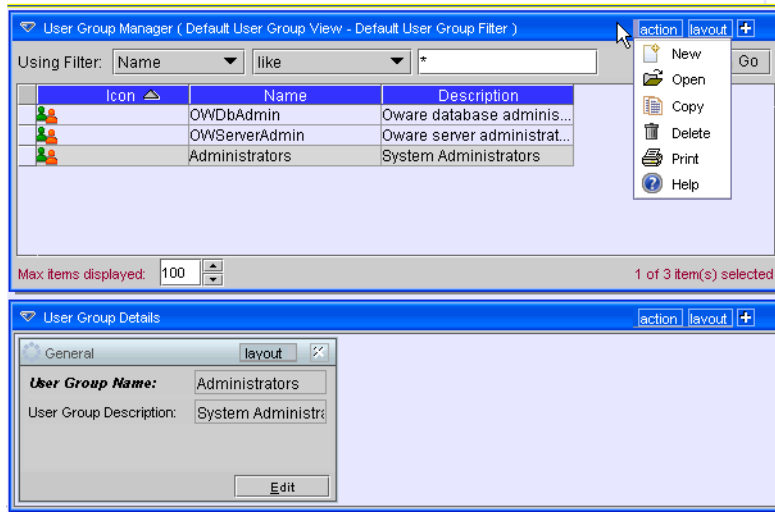 User Group Manager ( Default User Group View - Default User Group Filter )
action layout
Using Filter: Name like * Go
Icon Name Description
OWDbAdmin Oware database adminis...
OWServerAdmin Oware server administrat...
Administrators System Administrators
New
Open
Copy
Delete
Print
Help
Max items displayed: 100
1 of 3 item(s) selected
User Group Details
action layout
General layout
User Group Name: Administrators
User Group Description: System Administra
Edit